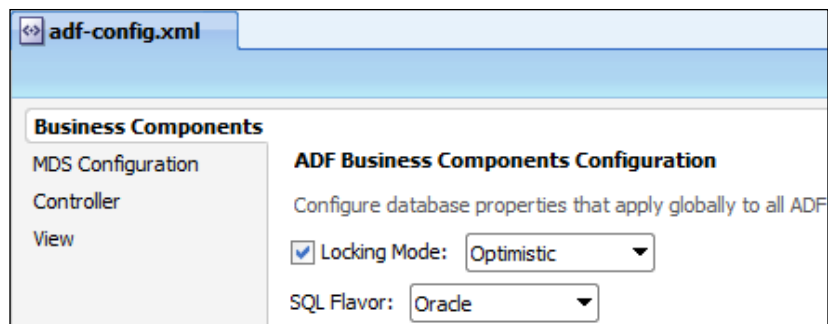 adf-config.xml
Business Components
MDS Configuration
Controller
View
ADF Business Components Configuration
Configure database properties that apply globally to all ADF
Locking Mode: Optimistic
SQL Flavor: Oracle